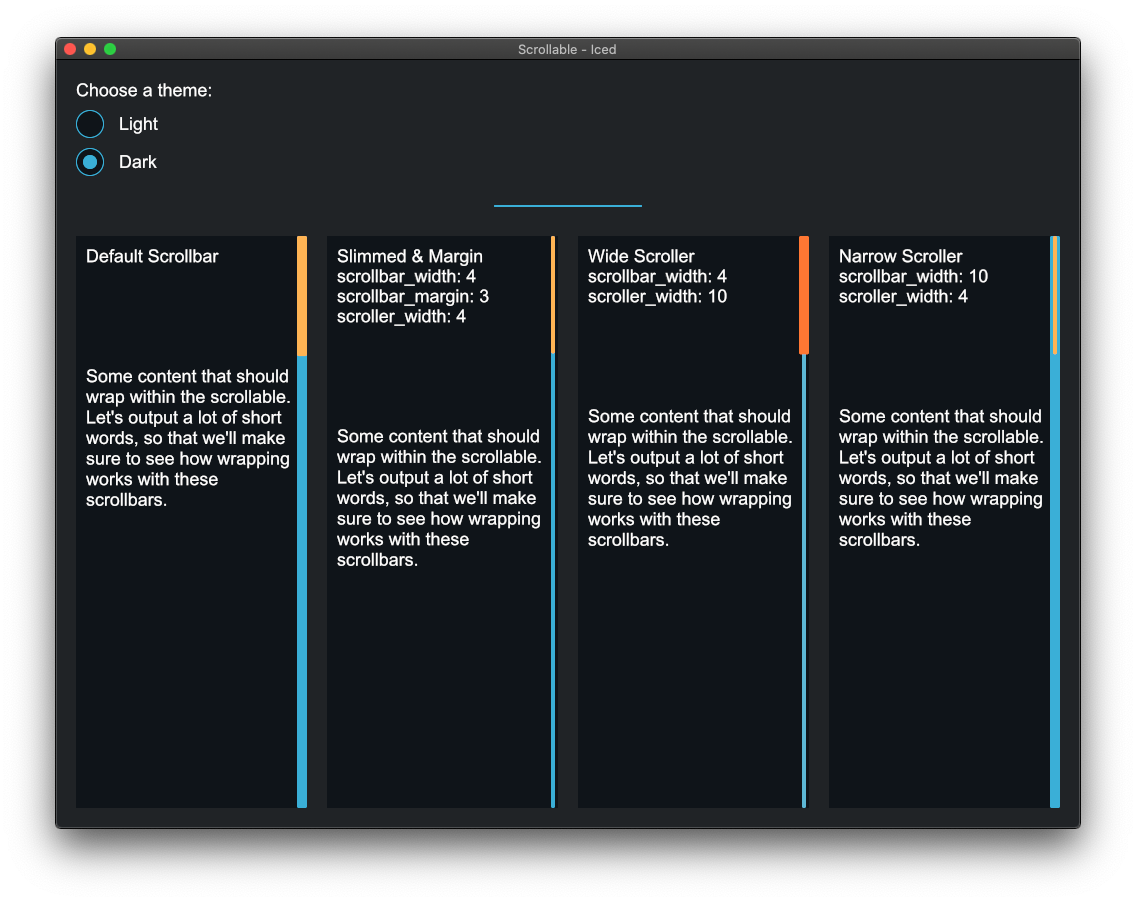 Scrollable - Iced
Choose a theme:
Light
Dark
Default Scrollbar
Some content that should
wrap within the scrollable.
Let's output a lot of short
words, so that we'll make
sure to see how wrapping
works with these
scrollbars.
Slimmed & Margin
scrollbar_width: 4
scrollbar_margin: 3
scroller_width: 4
Some content that should
wrap within the scrollable.
Let's output a lot of short
words, so that we'll make
sure to see how wrapping
works with these
scrollbars.
Wide Scroller
scrollbar_width: 4
scroller_width: 10
Some content that should
wrap within the scrollable.
Let's output a lot of short
words, so that we'll make
sure to see how wrapping
works with these
scrollbars.
Narrow Scroller
scrollbar_width: 10
scroller_width: 4
Some content that should
wrap within the scrollable.
Let's output a lot of short
words, so that we'll make
sure to see how wrapping
works with these
scrollbars.